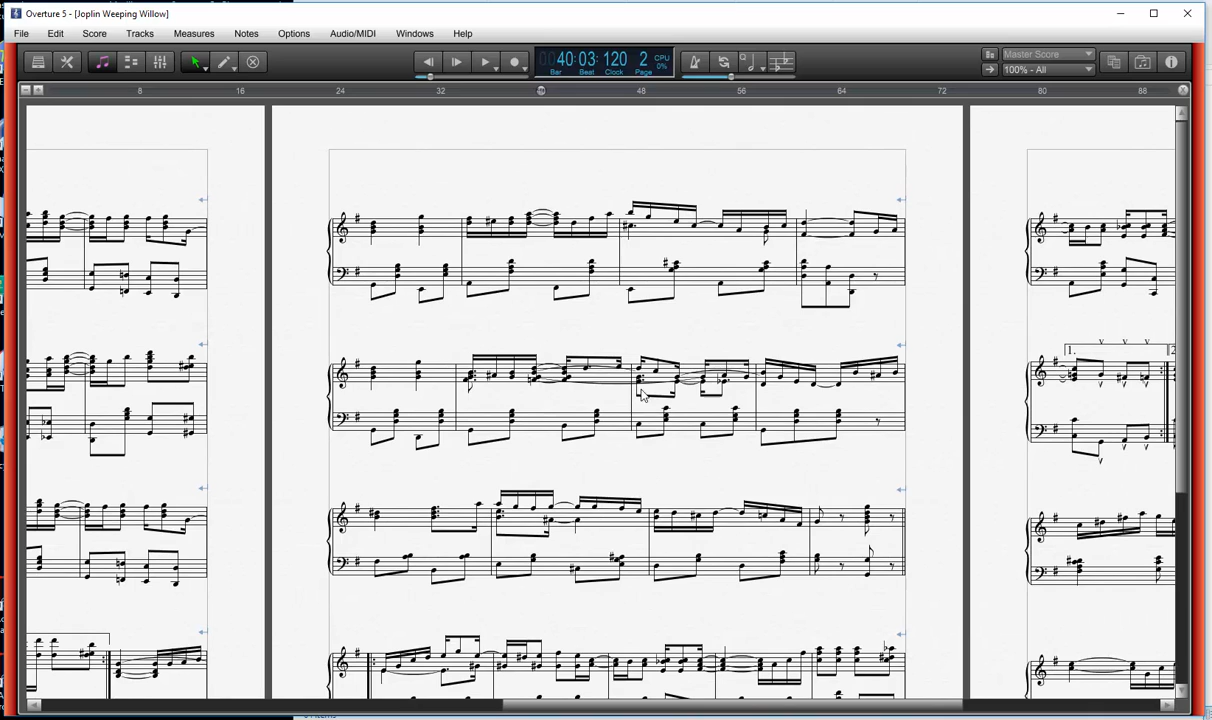 Overture 5 - [Joplin Weeping Willow]
File Edit Score Tracks Measures Notes Options Audio/MIDI Windows Help
0040:03:120 2 CPU 0%
Bar Beat Clock Page
Master Score
100% - All
8 16 24 32 40 48 56 64 72 80 88
1. 2